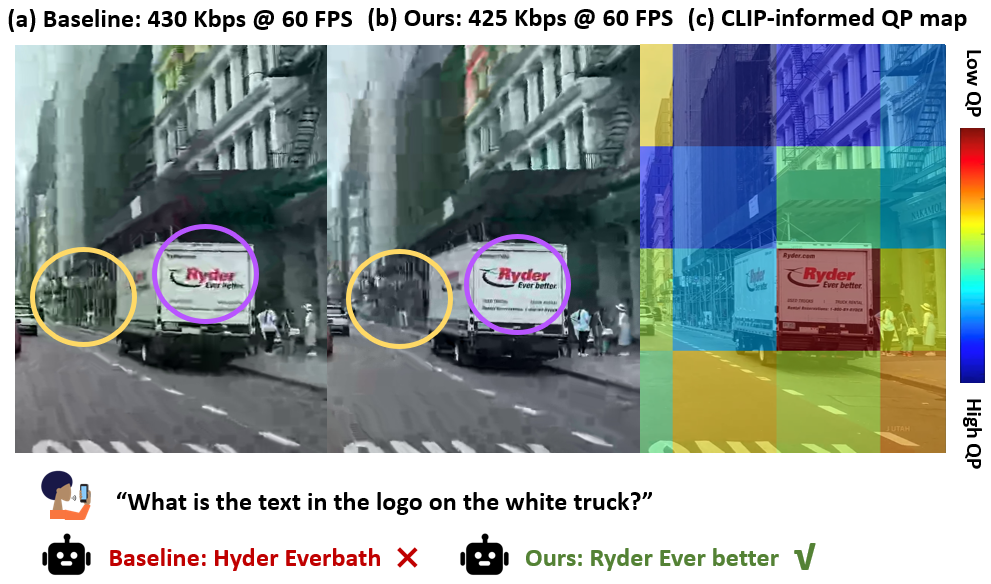 (a) Baseline: 430 Kbps @ 60 FPS (b) Ours: 425 Kbps @ 60 FPS (c) CLIP-informed QP map
Low QP
High QP
Ryder
Ever better
Ryder
Ever better
Ryder.com
Ryder
Ever better
“What is the text in the logo on the white truck?”
Baseline: Hyder Everbath ✕
Ours: Ryder Ever better √